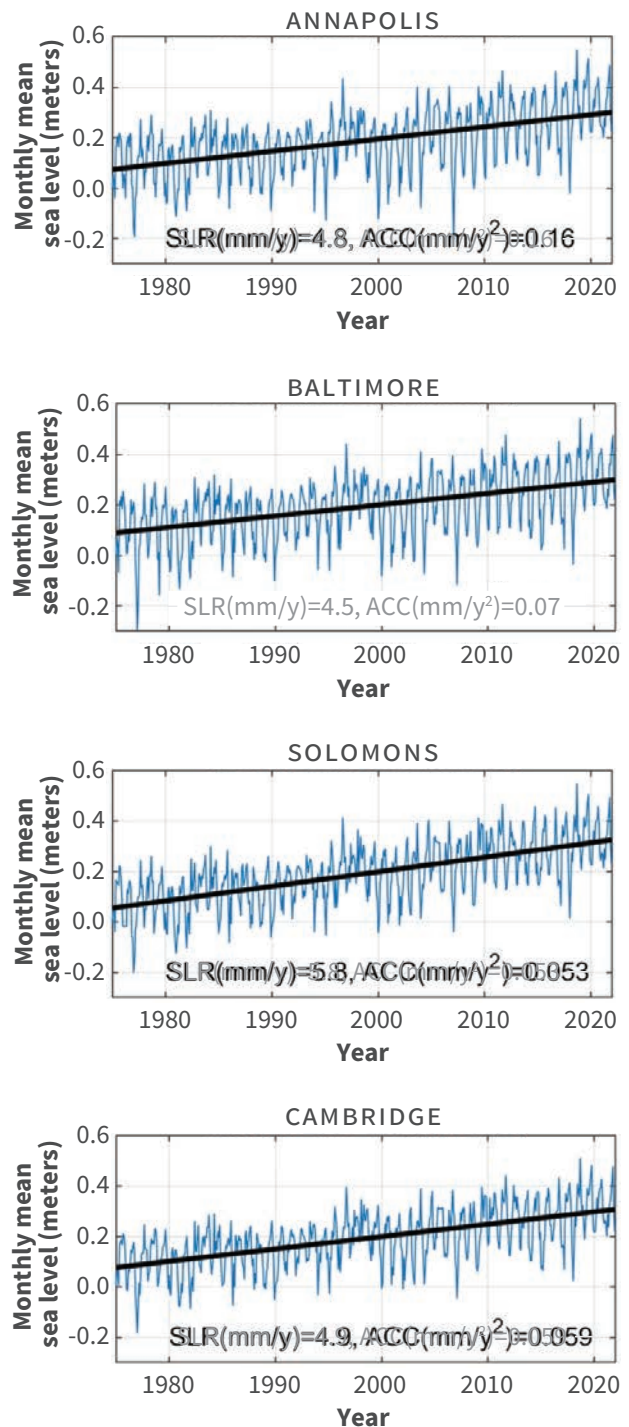 ANNAPOLIS
Monthly mean
sea level (meters)
0.6
0.4
0.2
0.0
-0.2
SLR(mm/y)=4.8, ACC(mm/y²)=0.16
1980 1990 2000 2010 2020
Year
BALTIMORE
Monthly mean
sea level (meters)
0.6
0.4
0.2
0.0
-0.2
SLR(mm/y)=4.5, ACC(mm/y²)=0.07
1980 1990 2000 2010 2020
Year
SOLOMONS
Monthly mean
sea level (meters)
0.6
0.4
0.2
0.0
-0.2
SLR(mm/y)=5.8, ACC(mm/y²)=0.053
1980 1990 2000 2010 2020
Year
CAMBRIDGE
Monthly mean
sea level (meters)
0.6
0.4
0.2
0.0
-0.2
SLR(mm/y)=4.9, ACC(mm/y²)=0.059
1980 1990 2000 2010 2020
Year